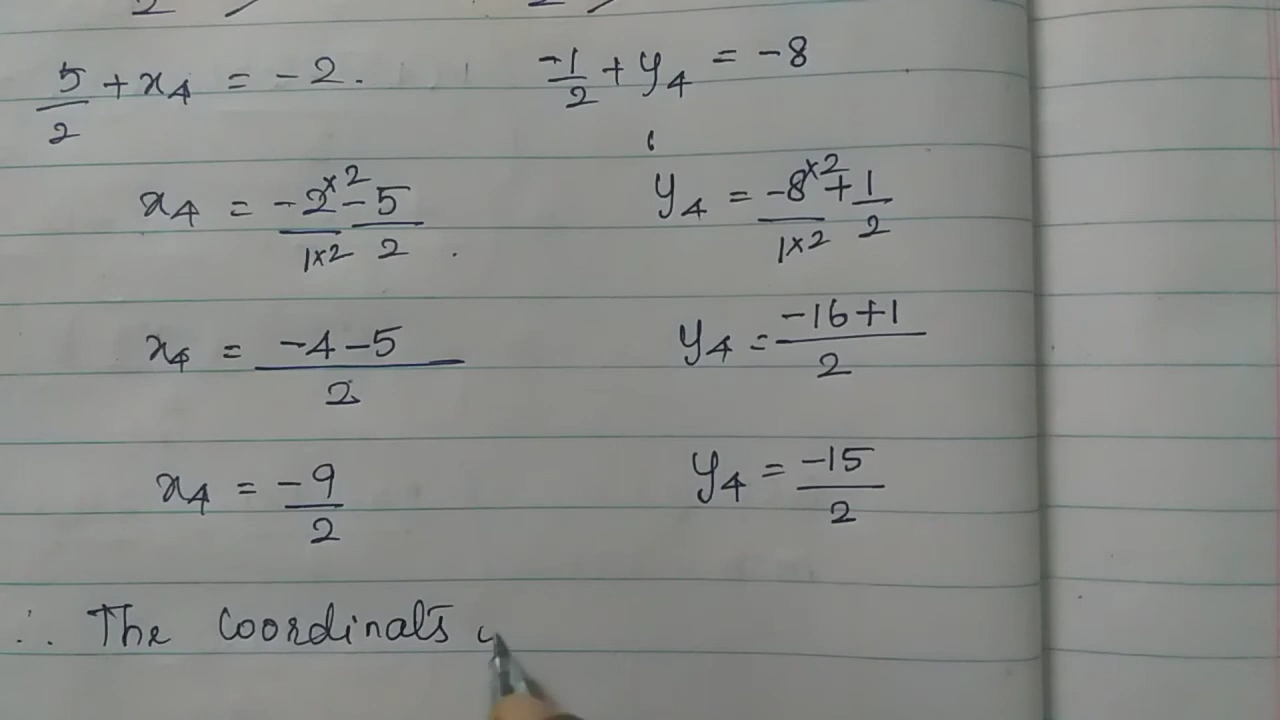 5/2 + x₄ = -2. -1/2 + y₄ = -8
x₄ = -2×2/1×2 - 5/2 y₄ = -8×2/1×2 + 1/2
x₄ = -4-5/2 y₄ = -16+1/2
x₄ = -9/2 y₄ = -15/2
∴ The coordinats